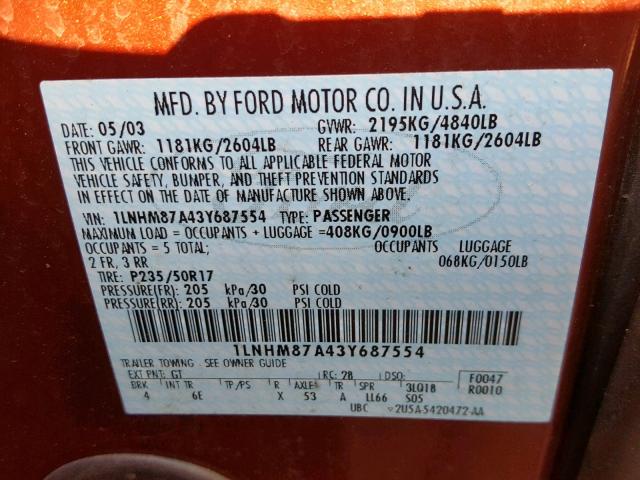 MFD. BY FORD MOTOR CO. IN U.S.A.
DATE: 05/03 GVWR: 2195KG/4840LB
FRONT GAWR: 1181KG/2604LB REAR GAWR: 1181KG/2604LB
THIS VEHICLE CONFORMS TO ALL APPLICABLE FEDERAL MOTOR
VEHICLE SAFETY, BUMPER, AND THEFT PREVENTION STANDARDS
IN EFFECT ON THE DATE OF MANUFACTURE SHOWN ABOVE.
VIN: 1LNHM87A43Y687554 TYPE: PASSENGER
MAXIMUM LOAD = OCCUPANTS + LUGGAGE = 408KG/0900LB
OCCUPANTS = 5 TOTAL; OCCUPANTS LUGGAGE
2 FR, 3 RR 068KG/0150LB
TIRE: P235/50R17
PRESSURE(FR): 205 kPa/30 PSI COLD
PRESSURE(RR): 205 kPa/30 PSI COLD
1LNHM87A43Y687554
TRAILER TOWING - SEE OWNER GUIDE
EXT PNT: GT RC: 28 DSO: F0047
BRK INT TR TP/PS R AXLE TR SPR 3L018 R0010
4 6E X 53 A LL66 S05
UBC 2U5A-5420472-AA